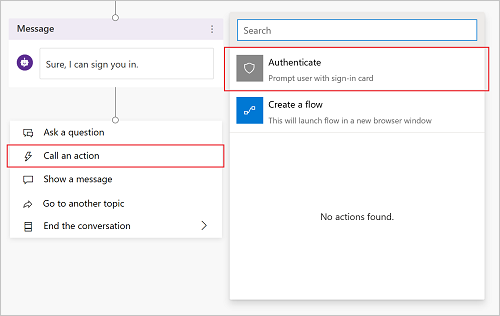 Message
Sure, I can sign you in.
Ask a question
Call an action
Show a message
Go to another topic
End the conversation
Search
Authenticate
Prompt user with sign-in card
Create a flow
This will launch flow in a new browser window
No actions found.